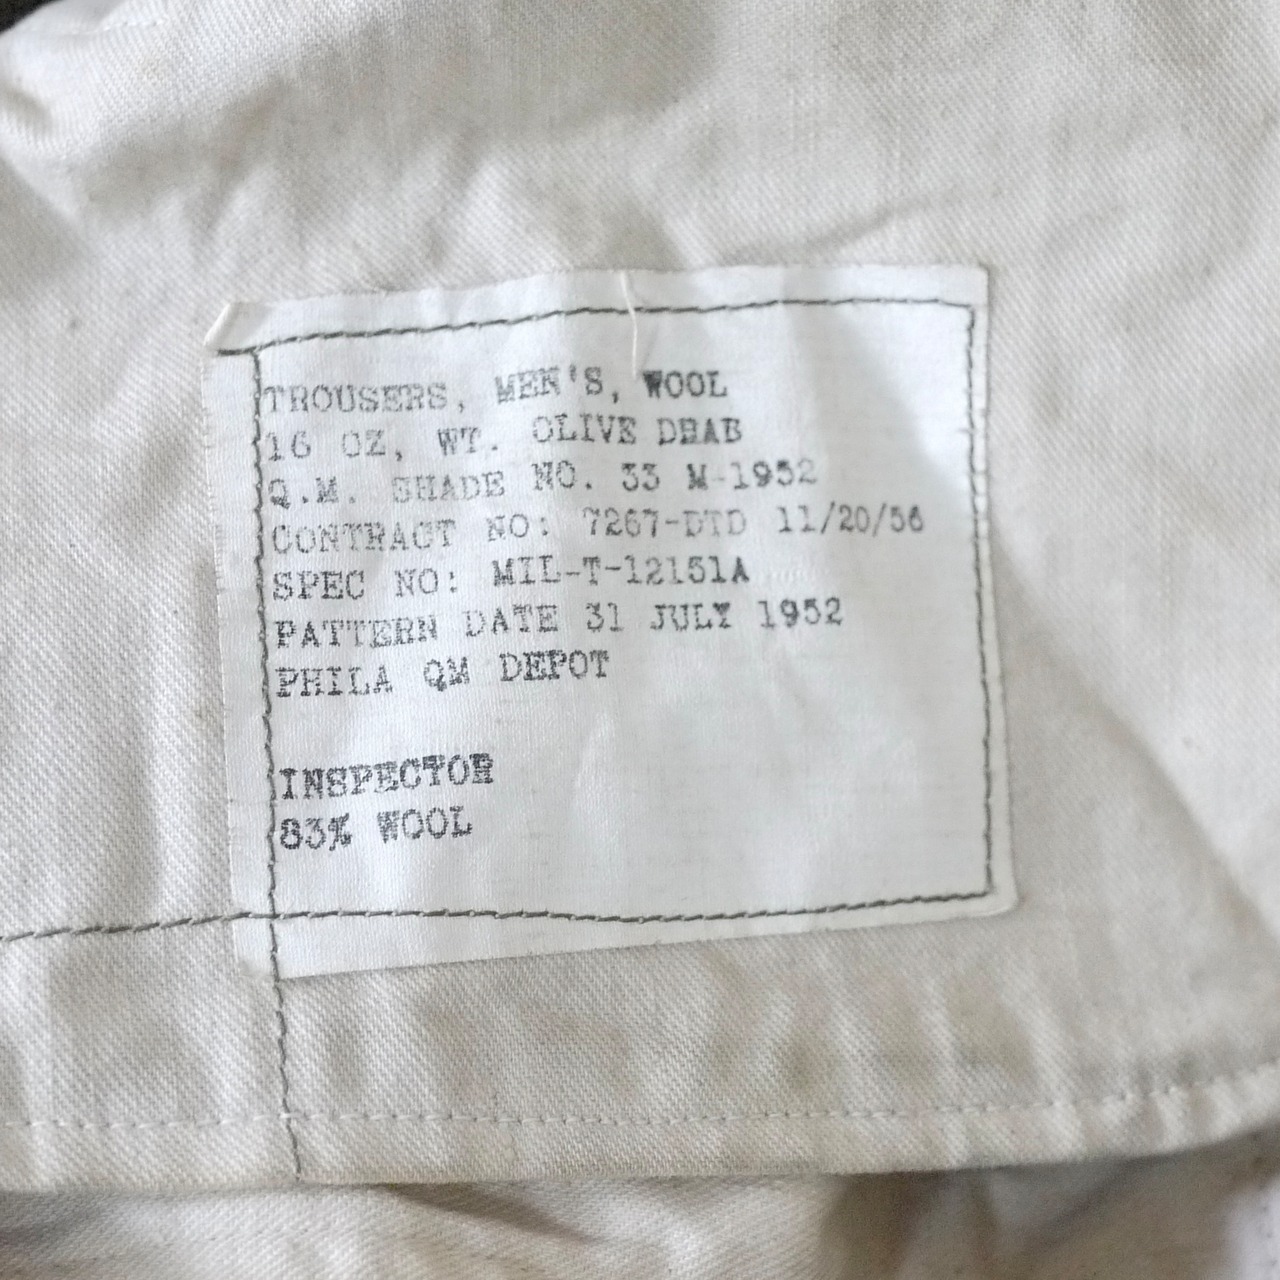 TROUSERS, MEN'S, WOOL
16 OZ, WT. OLIVE DRAB
Q.M. SHADE NO. 33 M-1952
CONTRACT NO: 7267-DTD 11/20/56
SPEC NO: MIL-T-12151A
PATTERN DATE 31 JULY 1952
PHILA QM DEPOT
INSPECTOR
83% WOOL